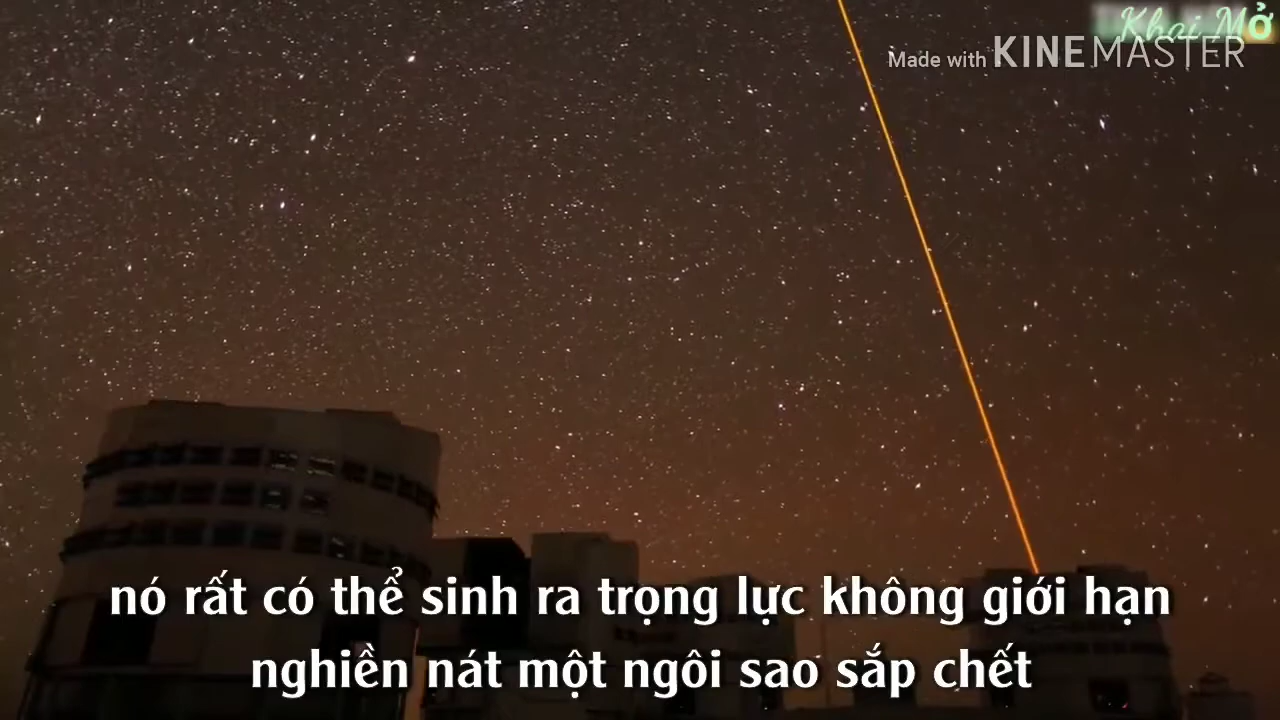 Khai Mở
Made with KINEMASTER
nó rất có thể sinh ra trọng lực không giới hạn
nghiền nát một ngôi sao sắp chết